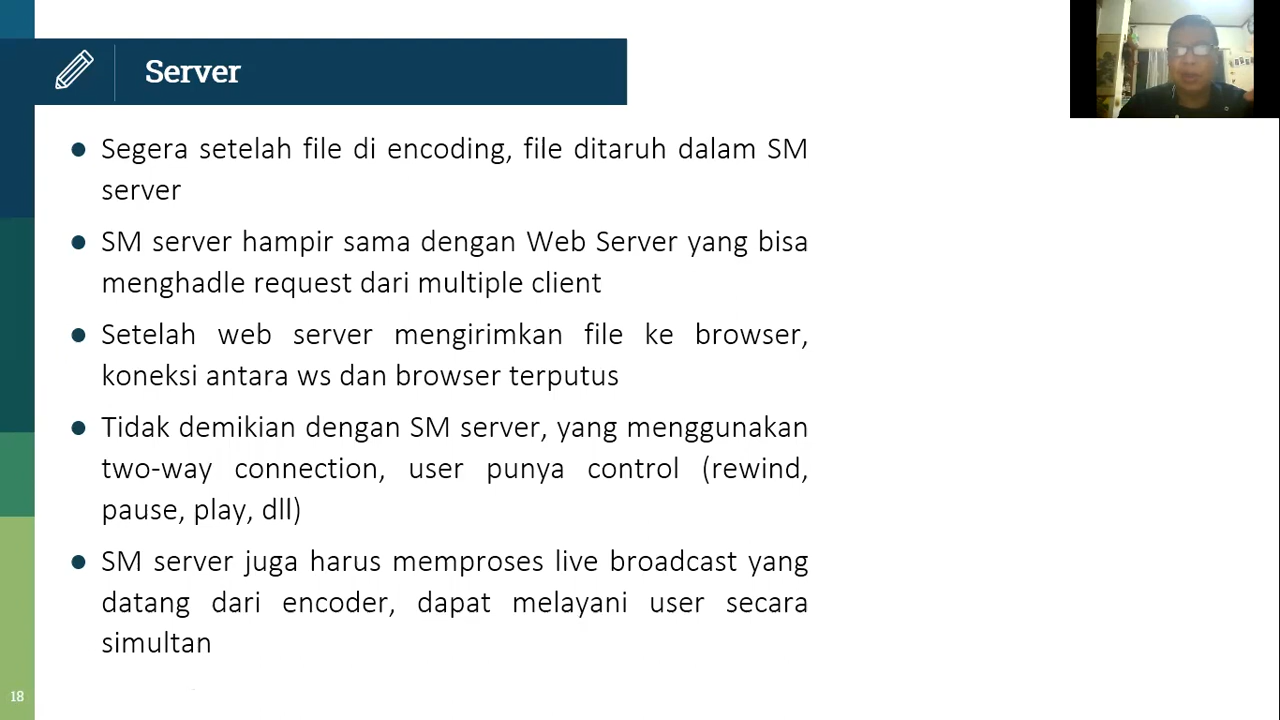 Server
● Segera setelah file di encoding, file ditaruh dalam SM
server
● SM server hampir sama dengan Web Server yang bisa
menghadle request dari multiple client
● Setelah web server mengirimkan file ke browser,
koneksi antara ws dan browser terputus
● Tidak demikian dengan SM server, yang menggunakan
two-way connection, user punya control (rewind,
pause, play, dll)
● SM server juga harus memproses live broadcast yang
datang dari encoder, dapat melayani user secara
simultan
18